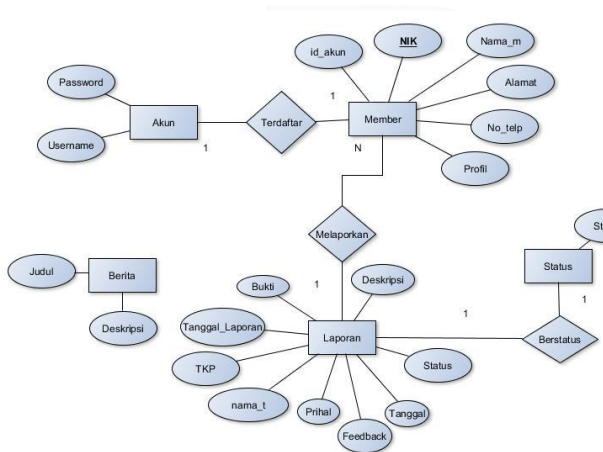 NIK
id_akun
Nama_m
Password
Alamat
1
Akun
Terdaftar
Member
No_telp
Username
1
N
Profil
Melaporkan
St
Judul
Berita
Status
Bukti
1
Deskripsi
1
1
Deskripsi
Tanggal_Laporan
Laporan
Berstatus
TKP
Status
nama_t
Prihal
Tanggal
Feedback